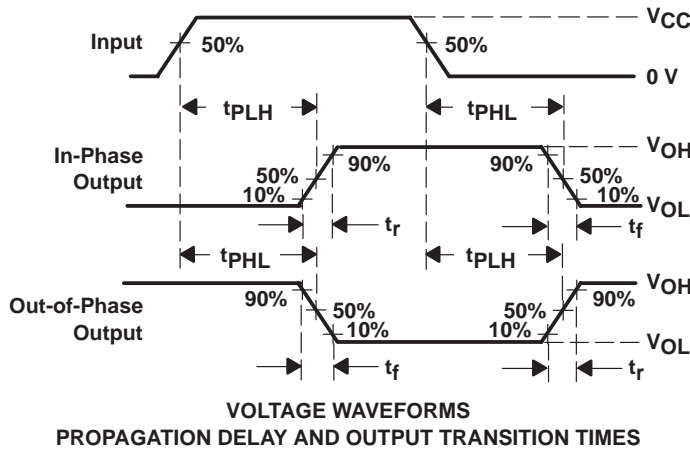 VCC
Input
50%
50%
0 V
tPLH
tPHL
In-Phase
Output
VOH
90%
90%
50%
50%
10%
10%
VOL
tr
tf
tPHL
tPLH
Out-of-Phase
Output
VOH
90%
90%
50%
50%
10%
10%
VOL
tf
tr
VOLTAGE WAVEFORMS
PROPAGATION DELAY AND OUTPUT TRANSITION TIMES